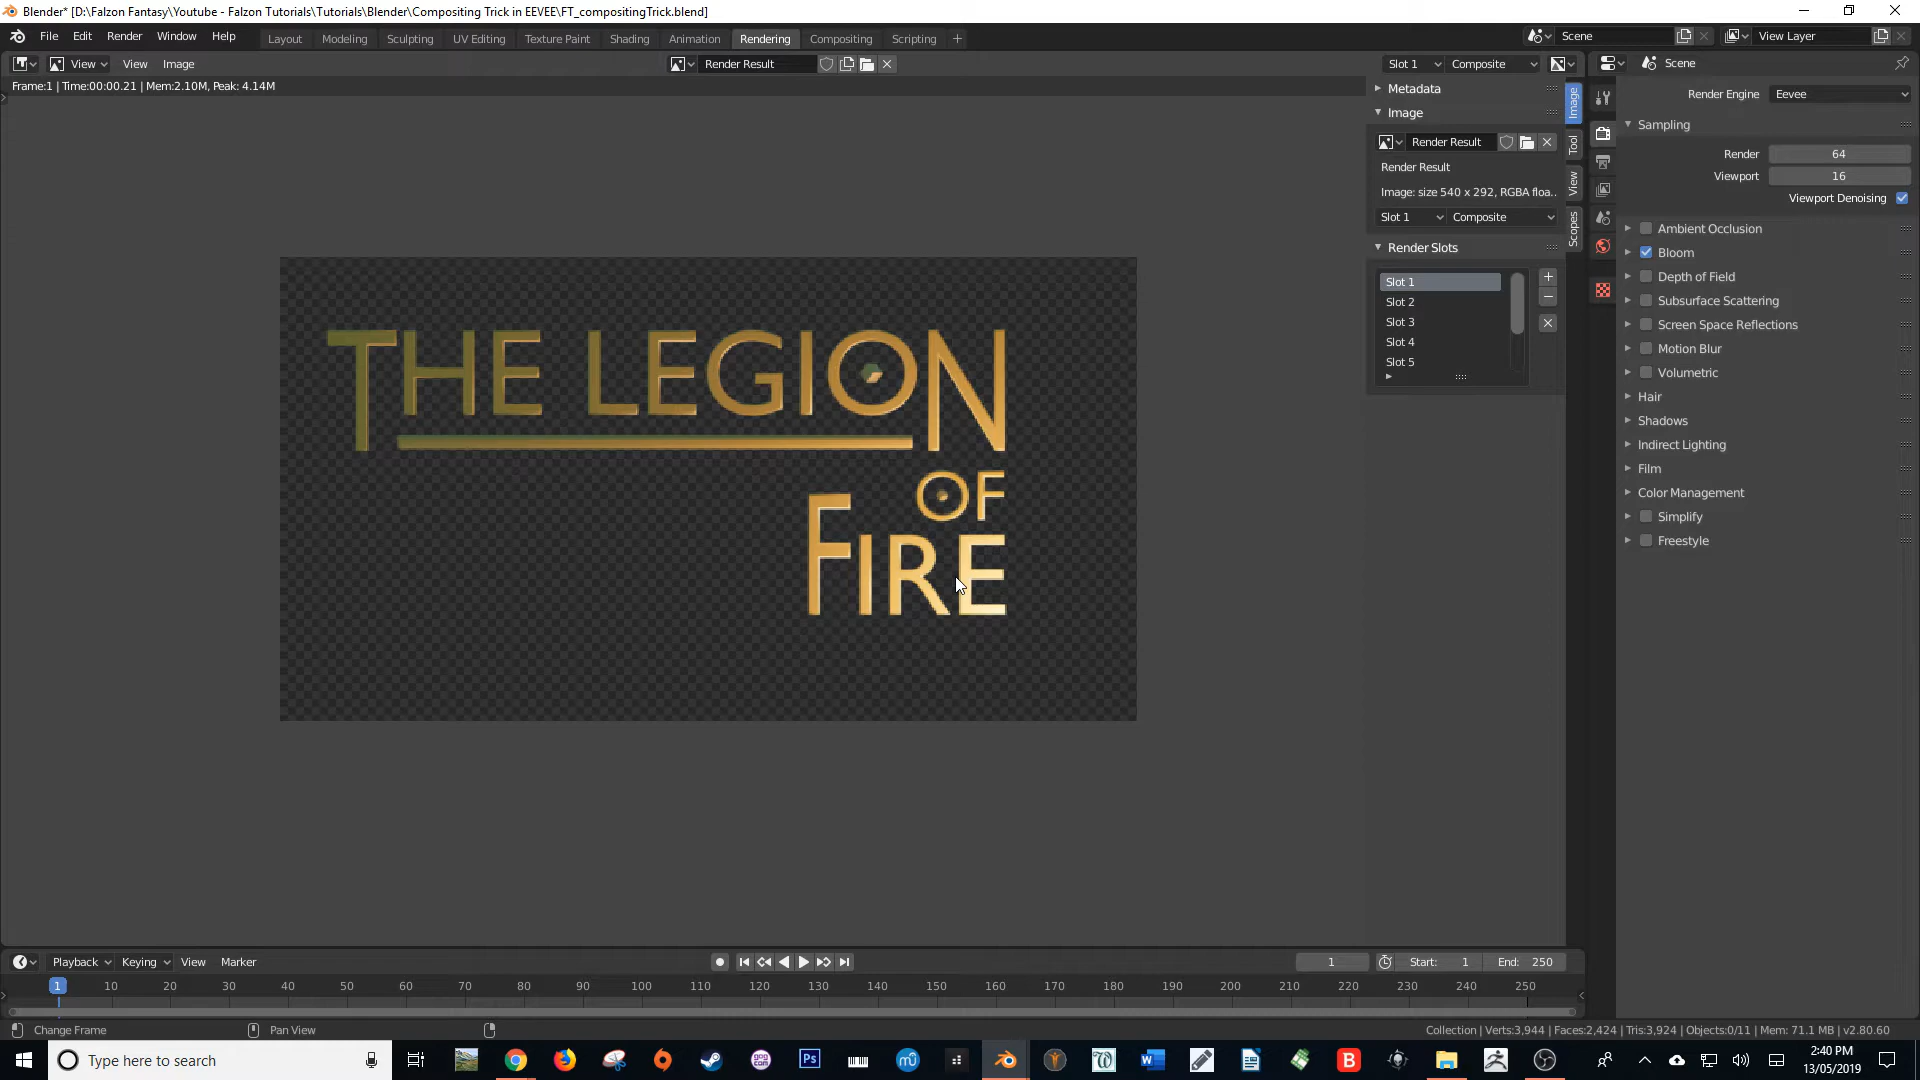 Blender* [D:\Falzon Fantasy\Youtube - Falzon Tutorials\Tutorials\Blender\Compositing Trick in EEVEE\FT_compositingTrick.blend]
File Edit Render Window Help Layout Modeling Sculpting UV Editing Texture Paint Shading Animation Rendering Compositing Scripting + Scene View Layer
View View Image Render Result Slot 1 Composite Scene
Frame:1 | Time:00:00.21 | Mem:2.10M, Peak: 4.14M
Metadata
Image
Render Result
Render Result
Image: size 540 x 292, RGBA floa..
Slot 1 Composite
Render Slots
Slot 1
Slot 2
Slot 3
Slot 4
Slot 5
Image
Tool
View
Scopes
Render Engine Eevee
Sampling
Render 64
Viewport 16
Viewport Denoising
Ambient Occlusion
Bloom
Depth of Field
Subsurface Scattering
Screen Space Reflections
Motion Blur
Volumetric
Hair
Shadows
Indirect Lighting
Film
Color Management
Simplify
Freestyle
THE LEGION
OF
FIRE
Playback Keying View Marker 1 Start: 1 End: 250
1 10 20 30 40 50 60 70 80 90 100 110 120 130 140 150 160 170 180 190 200 210 220 230 240 250
Change Frame Pan View Collection | Verts:3,944 | Faces:2,424 | Tris:3,924 | Objects:0/11 | Mem: 71.1 MB | v2.80.60
Type here to search
Ps
gog.com
mu
W
B
2:40 PM
13/05/2019